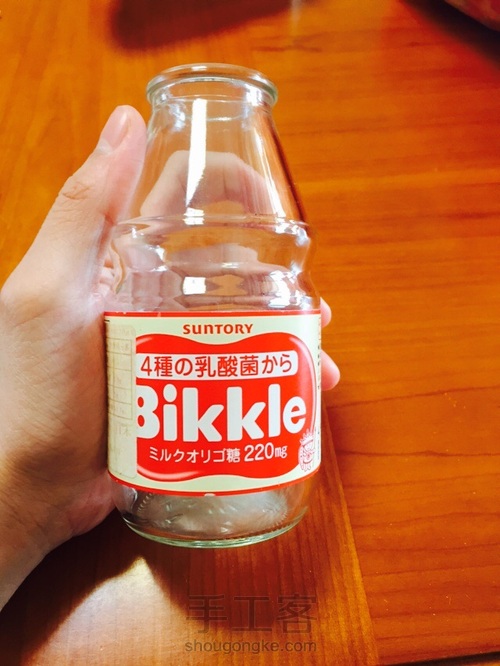 SUNTORY
4種の乳酸菌から
Bikkle
ミルクオリゴ糖 220mg
手工客
shougongke.com